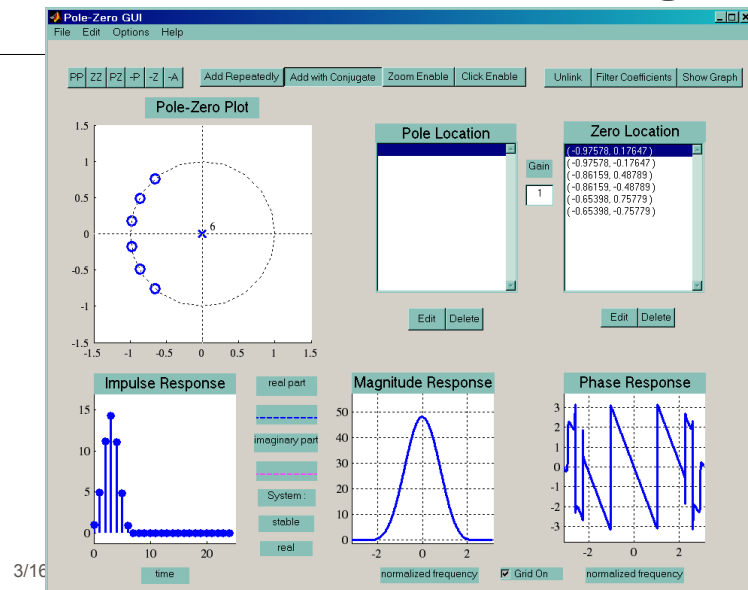 Pole-Zero GUI
File Edit Options Help
PP ZZ PZ -P -Z -A Add Repeatedly Add with Conjugate Zoom Enable Click Enable Unlink Filter Coefficients Show Graph
Pole-Zero Plot
1.5
1
0.5
0
-0.5
-1
-1.5
6
-1.5 -1 -0.5 0 0.5 1 1.5
Pole Location
Edit Delete
Gain
1
Zero Location
(-0.97578, 0.17647)
(-0.97578, -0.17647)
(-0.86159, 0.48789)
(-0.86159, -0.48789)
(-0.65398, 0.75779)
(-0.65398, -0.75779)
Edit Delete
Impulse Response
15
10
5
0
0 10 20
time
real part
imaginary part
System :
stable
real
Magnitude Response
50
40
30
20
10
0
-2 0 2
normalized frequency
Grid On
Phase Response
3
2
1
0
-1
-2
-3
-2 0 2
normalized frequency
3/16